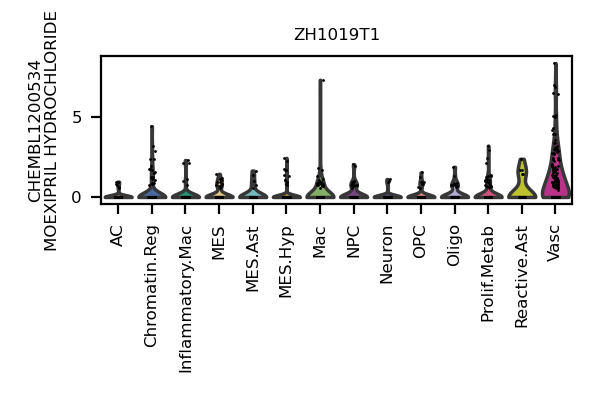 ZH1019T1
CHEMBL1200534
MOEXIPRIL HYDROCHLORIDE
5
0
AC
Chromatin.Reg
Inflammatory.Mac
MES
MES.Ast
MES.Hyp
Mac
NPC
Neuron
OPC
Oligo
Prolif.Metab
Reactive.Ast
Vasc